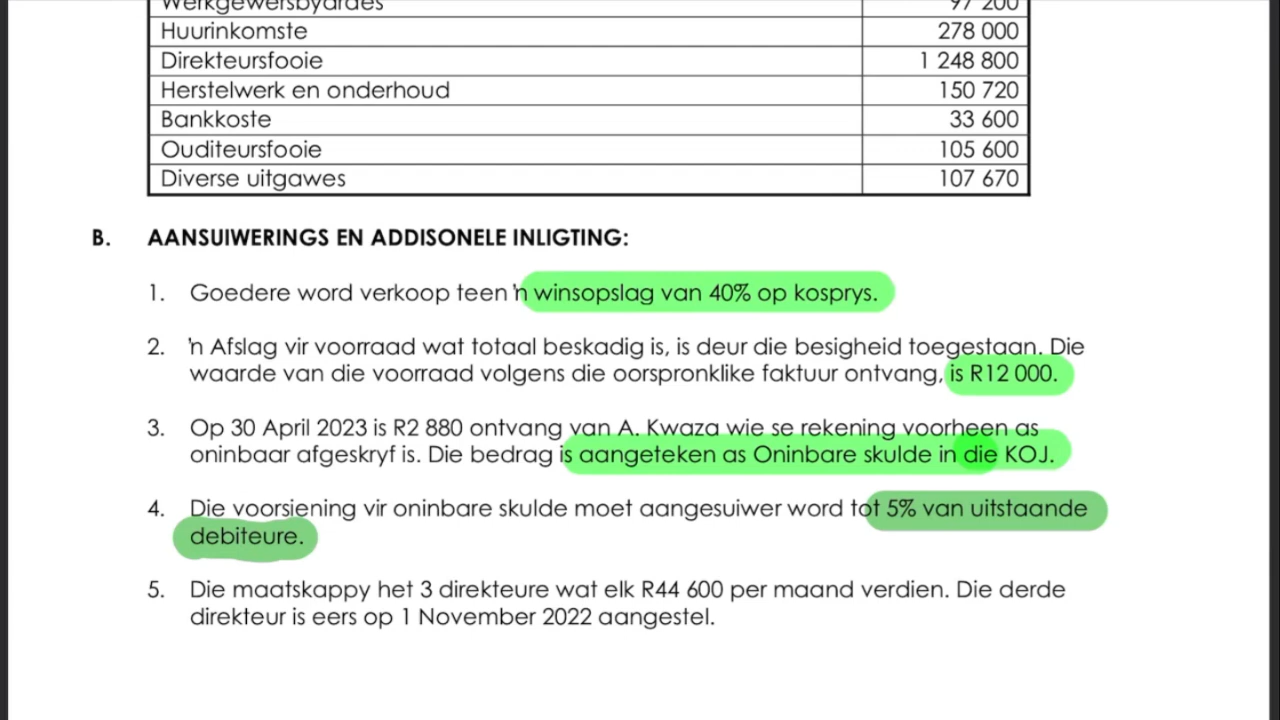 Werkgewersbydraes 97 200
Huurinkomste 278 000
Direkteursfooie 1 248 800
Herstelwerk en onderhoud 150 720
Bankkoste 33 600
Ouditeursfooie 105 600
Diverse uitgawes 107 670
B. AANSUIWERINGS EN ADDISONELE INLIGTING:
1. Goedere word verkoop teen 'n winsopslag van 40% op kosprys.
2. 'n Afslag vir voorraad wat totaal beskadig is, is deur die besigheid toegestaan. Die
waarde van die voorraad volgens die oorspronklike faktuur ontvang, is R12 000.
3. Op 30 April 2023 is R2 880 ontvang van A. Kwaza wie se rekening voorheen as
oninbaar afgeskryf is. Die bedrag is aangeteken as Oninbare skulde in die KOJ.
4. Die voorsiening vir oninbare skulde moet aangesuiwer word tot 5% van uitstaande
debiteure.
5. Die maatskappy het 3 direkteure wat elk R44 600 per maand verdien. Die derde
direkteur is eers op 1 November 2022 aangestel.